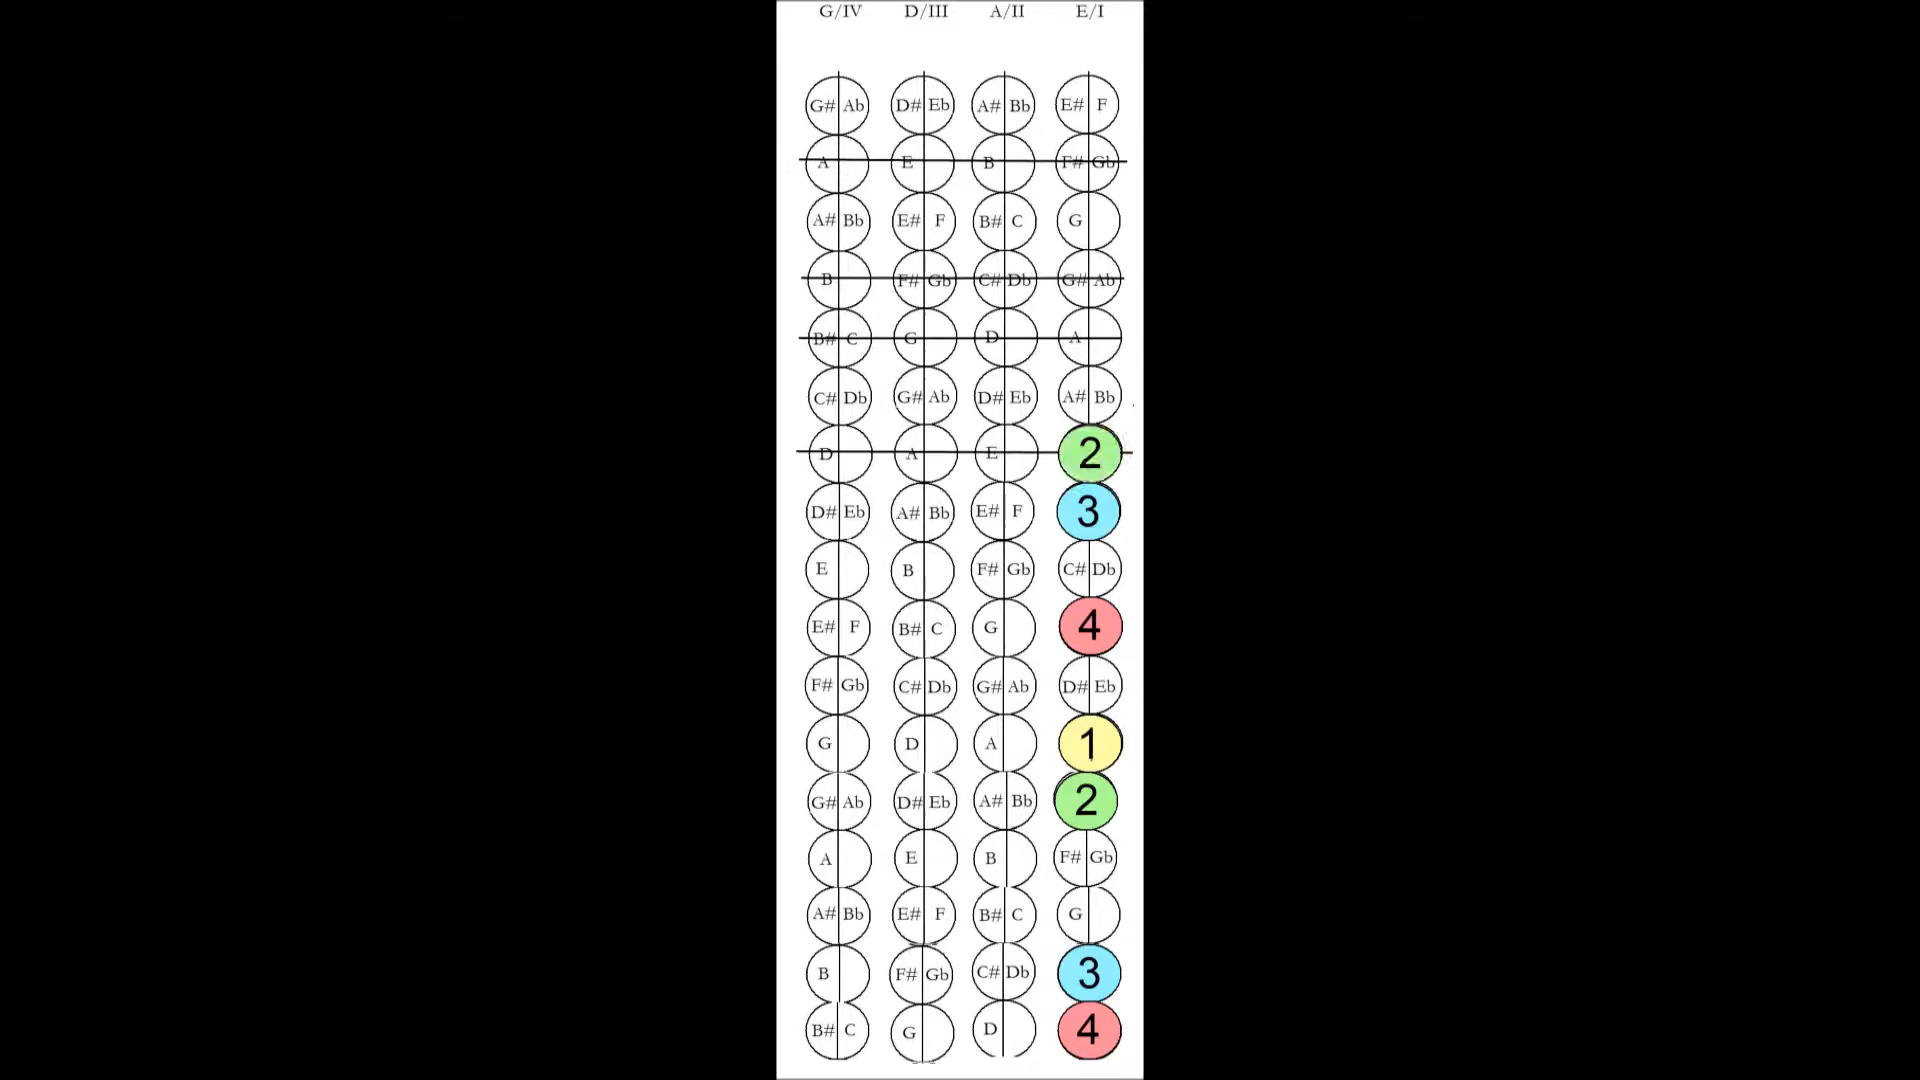 G/IV D/III A/II E/I
G# Ab D# Eb A# Bb E# F
A E B F# Gb
A# Bb E# F B# C G
B F# Gb C# Db G# Ab
B# C G D A
C# Db G# Ab D# Eb A# Bb
D A E 2
D# Eb A# Bb E# F 3
E B F# Gb C# Db
E# F B# C G 4
F# Gb C# Db G# Ab D# Eb
G D A 1
G# Ab D# Eb A# Bb 2
A E B F# Gb
A# Bb E# F B# C G
B F# Gb C# Db 3
B# C G D 4